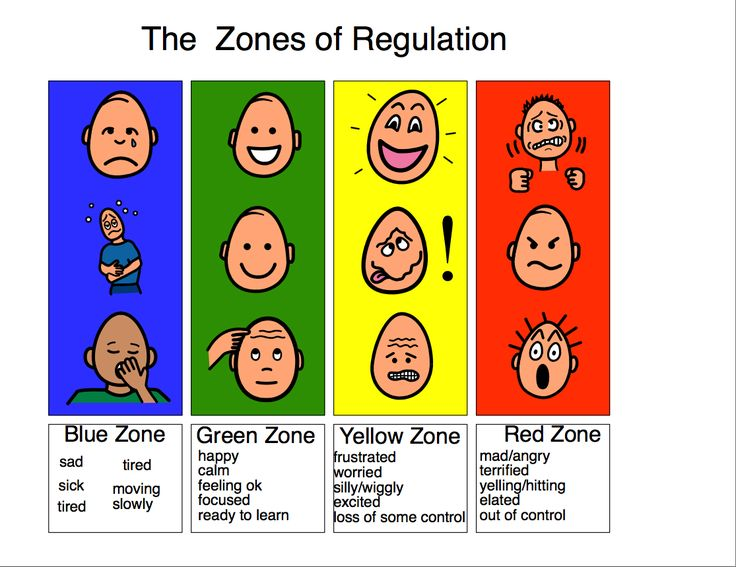 The Zones of Regulation
!
Blue Zone
sad tired
sick moving
tired slowly
Green Zone
happy
calm
feeling ok
focused
ready to learn
Yellow Zone
frustrated
worried
silly/wiggly
excited
loss of some control
Red Zone
mad/angry
terrified
yelling/hitting
elated
out of control